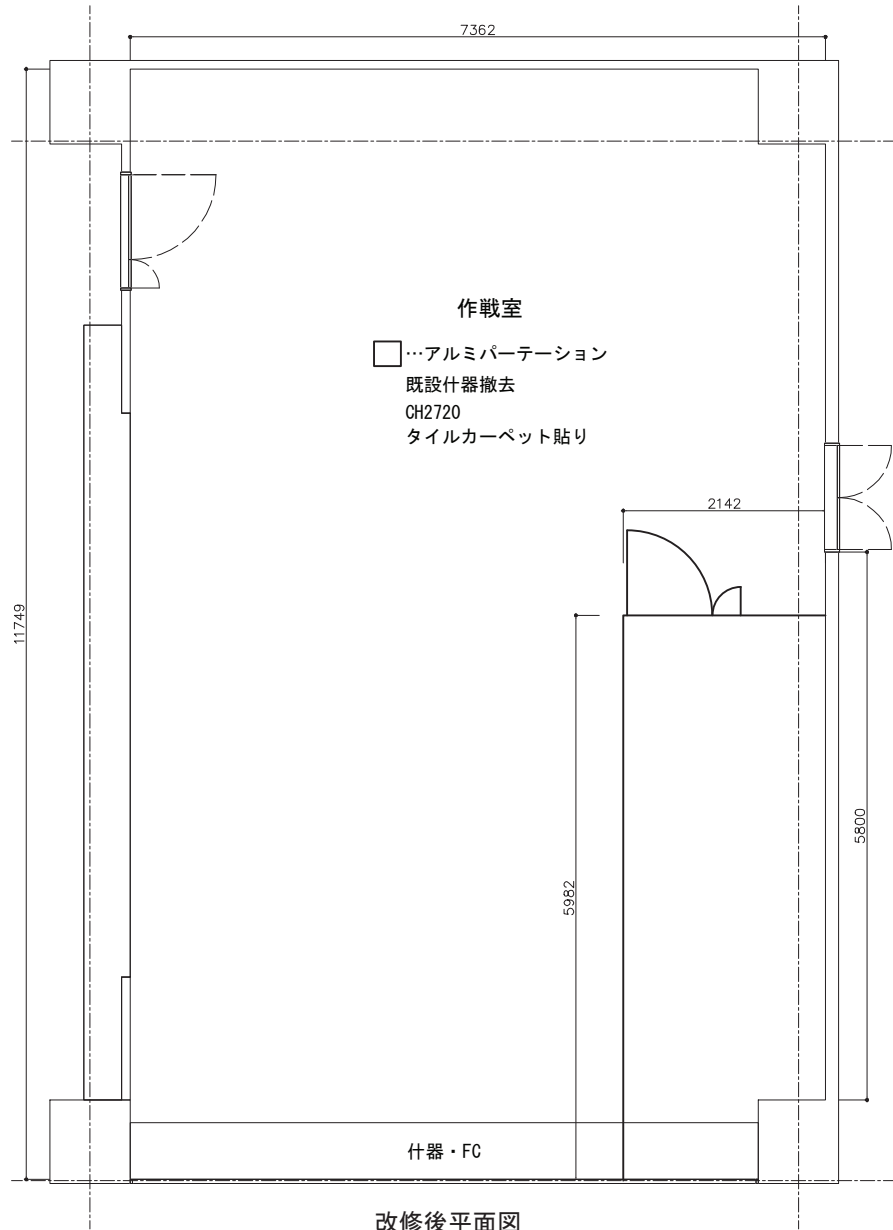 7362
作戦室
□…アルミパーテーション
既設什器撤去
CH2720
タイルカーペット貼り
2142
11749
5800
5982
什器・FC
改修後平面図